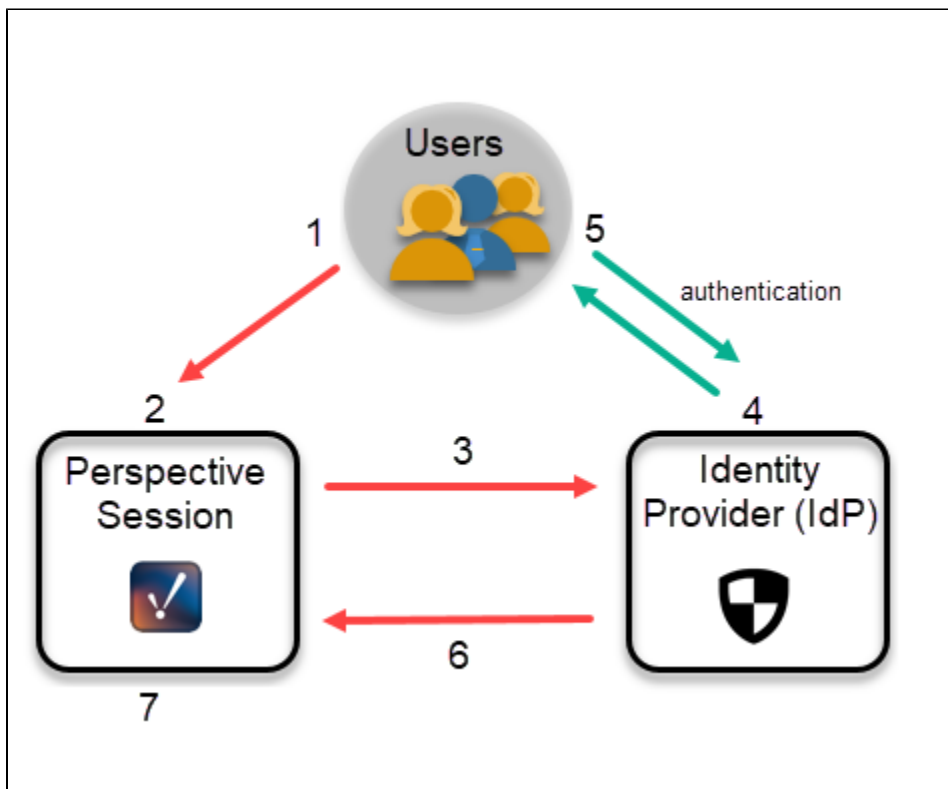 Users
1
5
authentication
2
4
3
Perspective
Session
Identity
Provider (IdP)
6
7